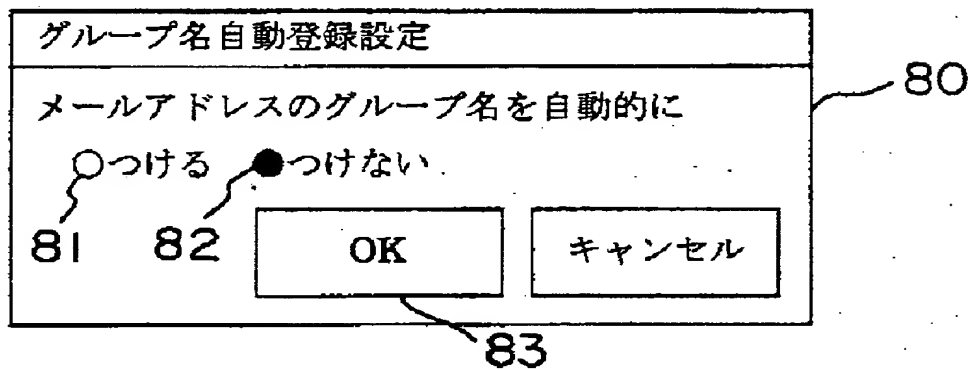 グループ名自動登録設定
80
メールアドレスのグループ名を自動的に
○つける ●つけない
81 82 OK キャンセル
83